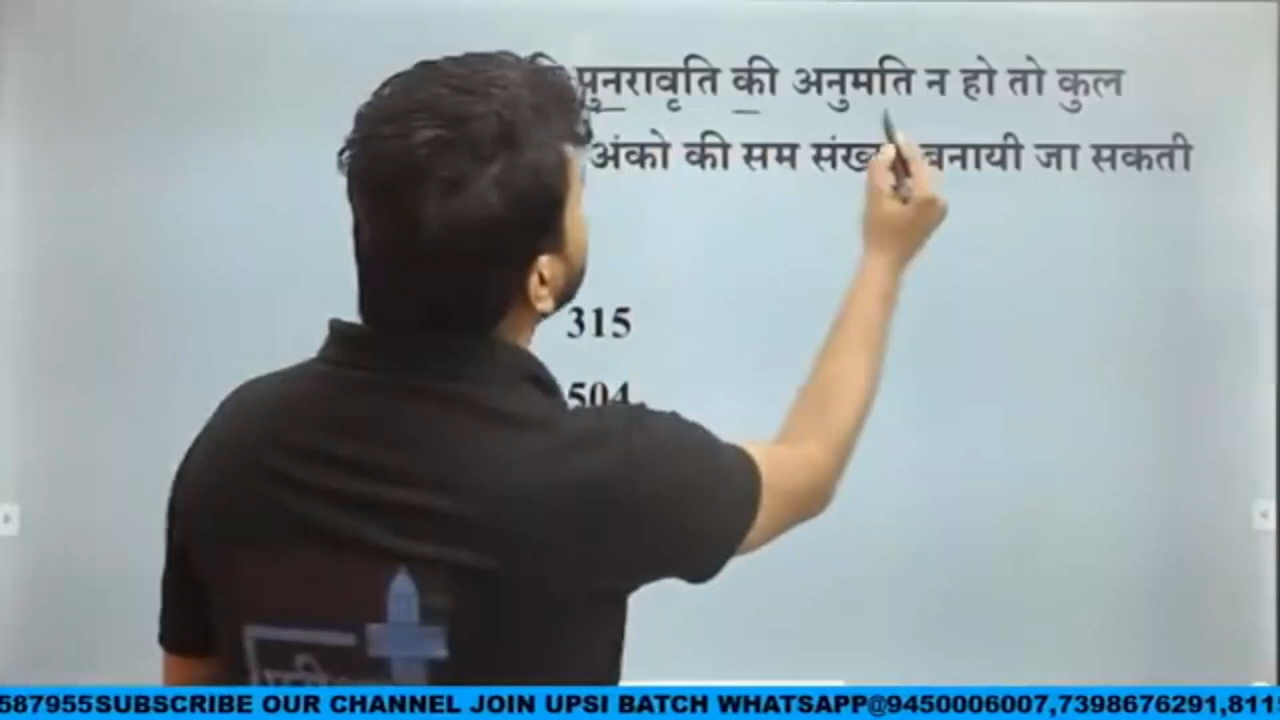 पुनरावृति की अनुमति न हो तो कुल
अंको की सम बनायी जा सकती
315
504
587955SUBSCRIBE OUR CHANNEL JOIN UPSI BATCH WHATSAPP@9450006007,7398676291,811